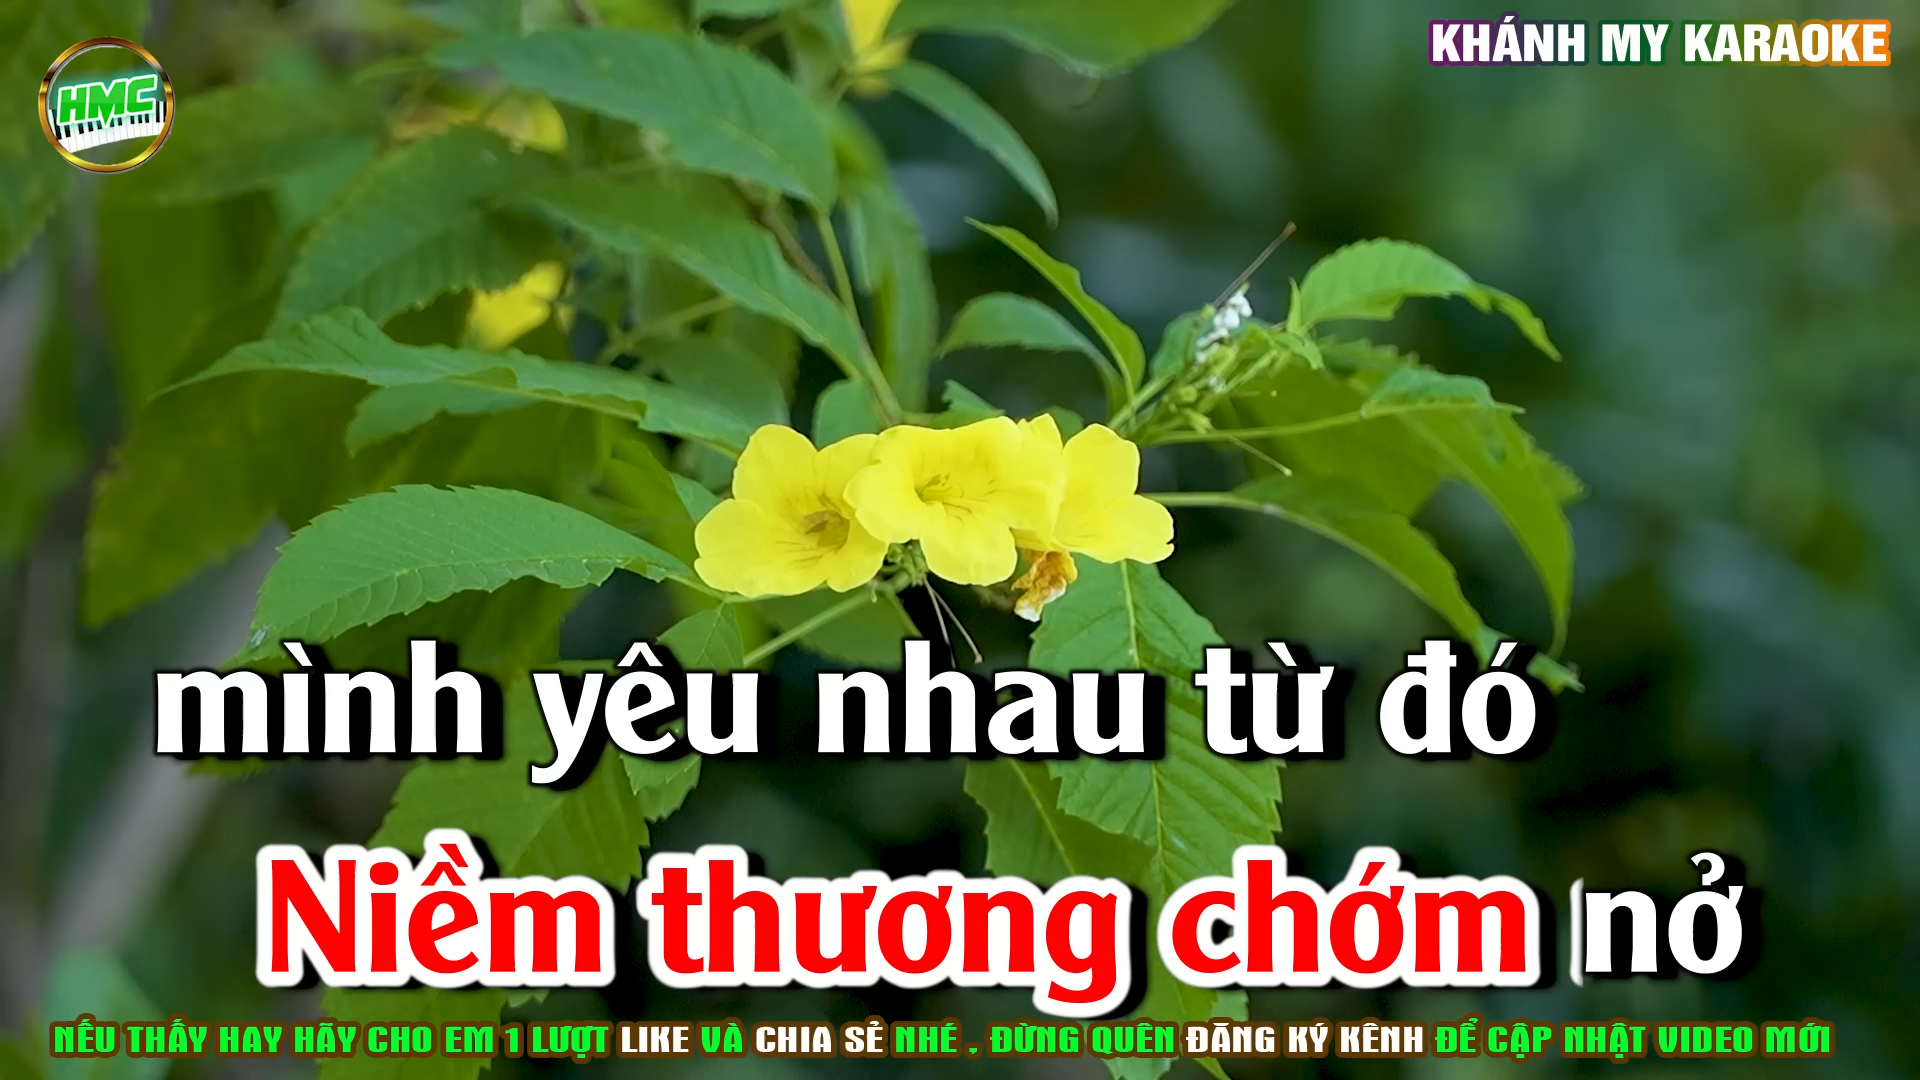 KHÁNH MY KARAOKE
HMC
mình yêu nhau từ đó
Niềm thương chớm nở
NẾU THẤY HAY HÃY CHO EM 1 LƯỢT LIKE VÀ CHIA SẺ NHÉ , ĐỪNG QUÊN ĐĂNG KÝ KÊNH ĐỂ CẬP NHẬT VIDEO MỚI